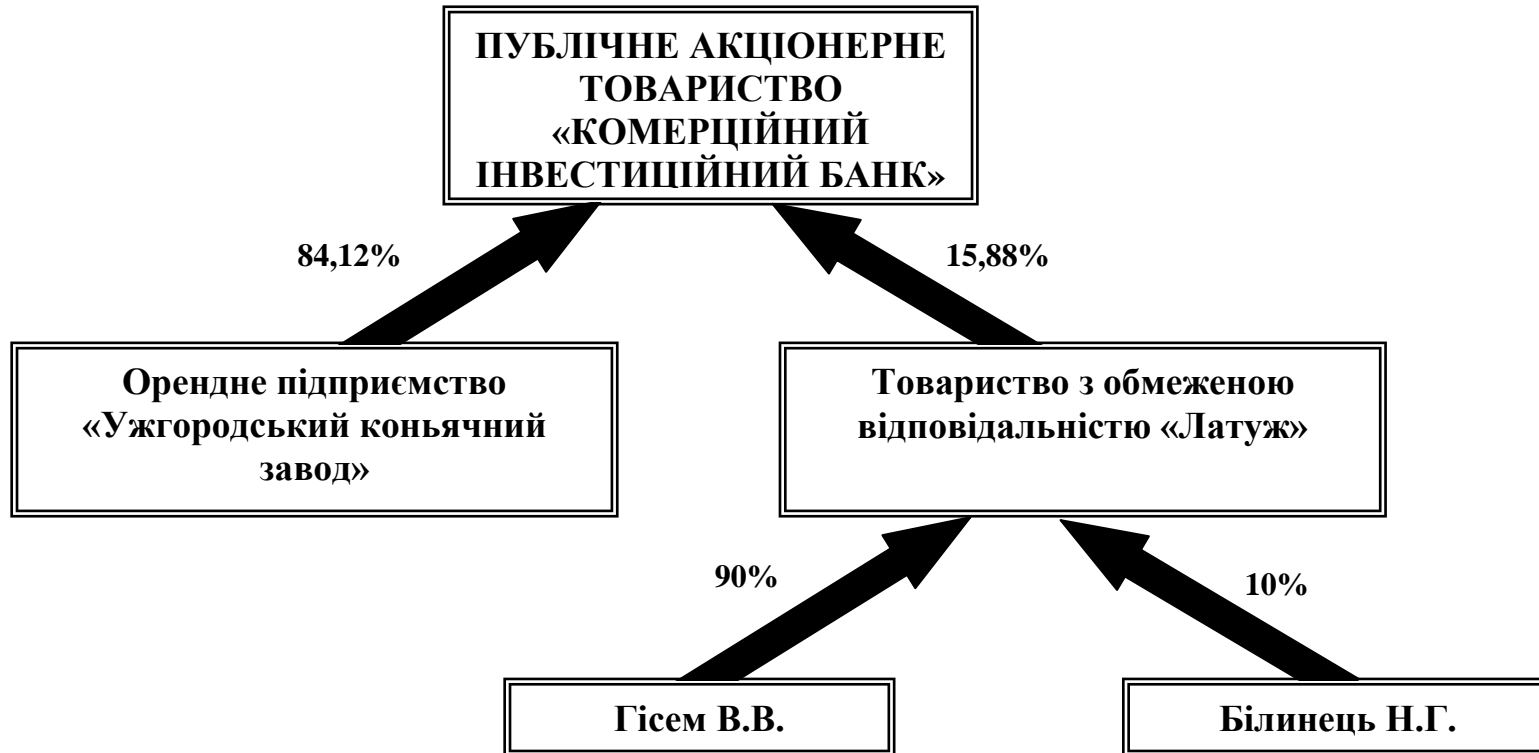 ПУБЛІЧНЕ АКЦІОНЕРНЕ
ТОВАРИСТВО
«КОМЕРЦІЙНИЙ
ІНВЕСТИЦІЙНИЙ БАНК»
84,12%
15,88%
Орендне підприємство
«Ужгородський коньячний
завод»
Товариство з обмеженою
відповідальністю «Латуж»
90%
10%
Гісем В.В.
Білинець Н.Г.